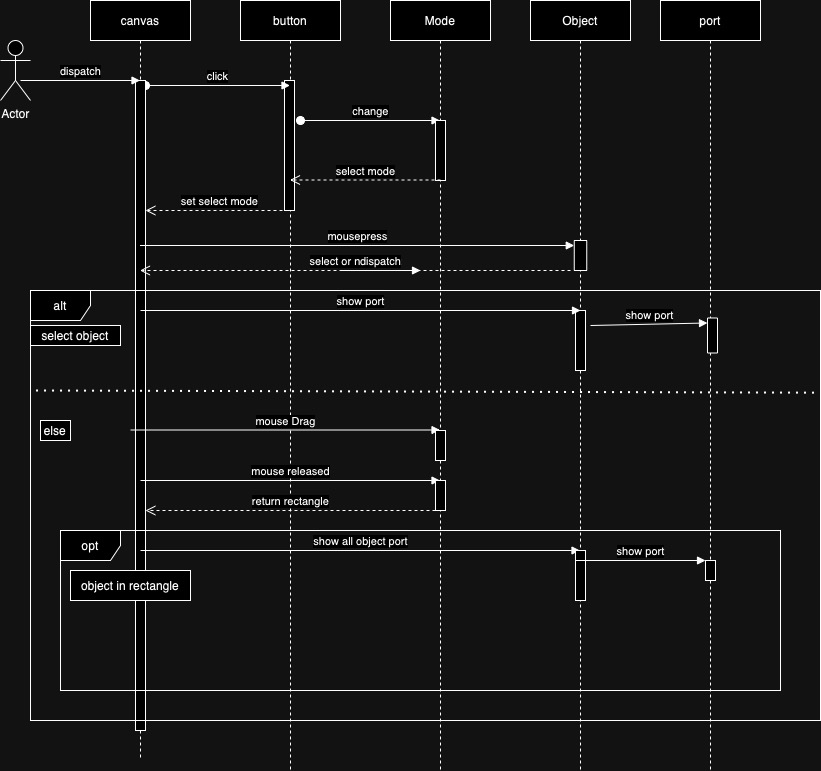 canvas
button
Mode
Object
port
Actor
dispatch
click
change
select mode
set select mode
mousepress
select or ndispatch
alt
show port
select object
show port
else
mouse Drag
mouse released
return rectangle
opt
show all object port
show port
object in rectangle